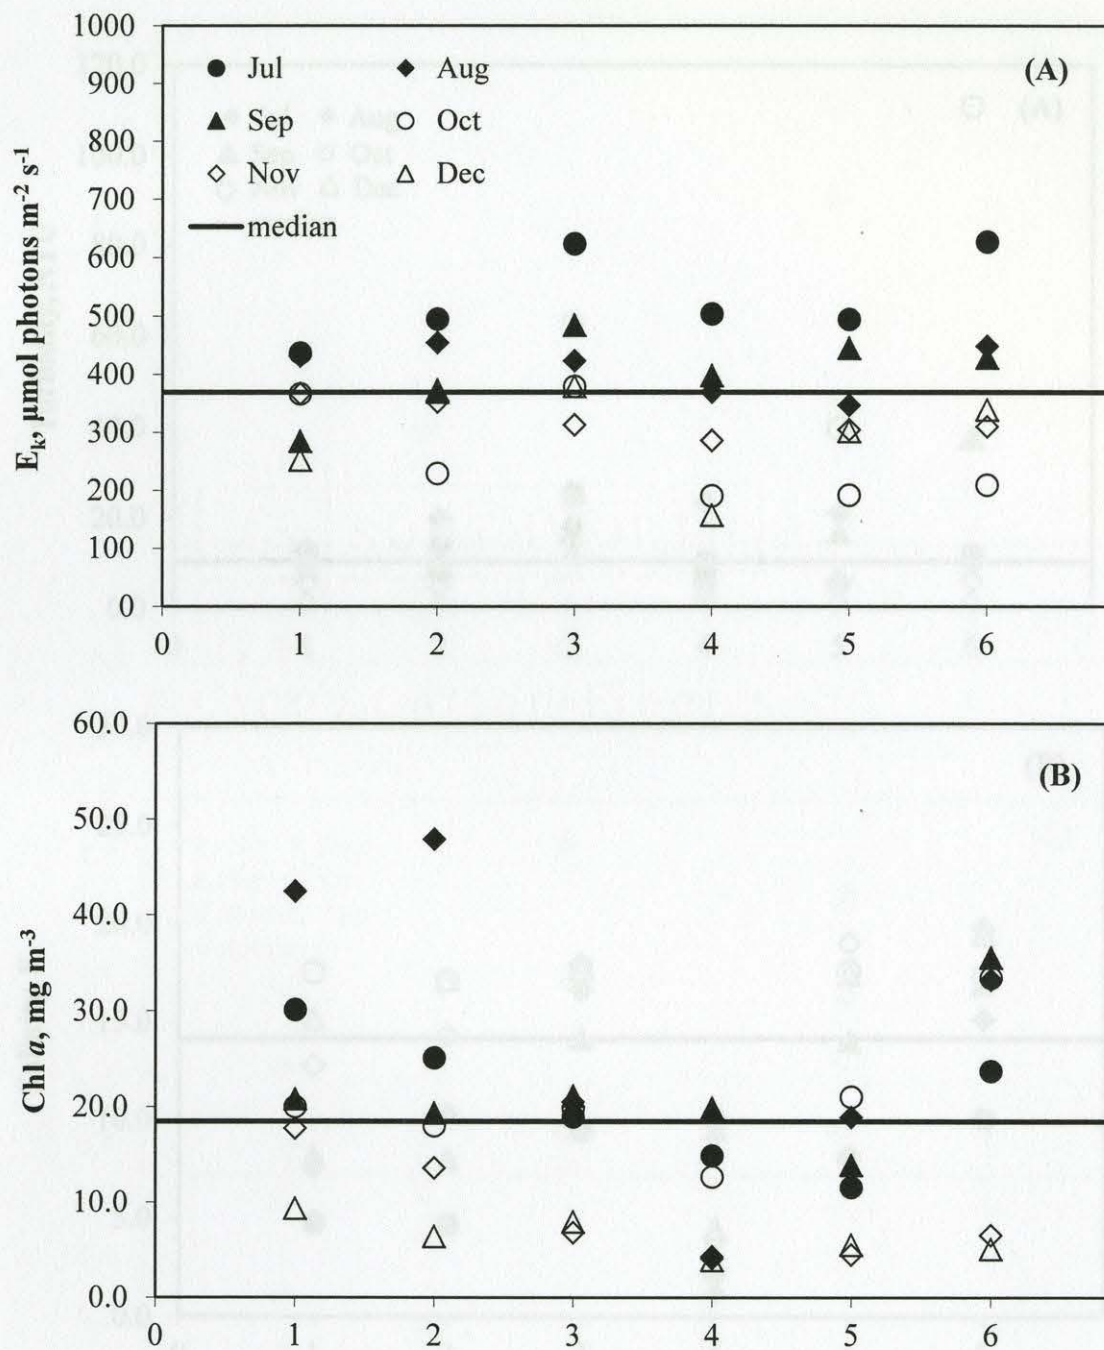 1000
900
800
700
600
500
400
300
200
100
0
E_k, µmol photons m⁻² s⁻¹
Jul Aug (A)
Sep Oct
Nov Dec
median
0 1 2 3 4 5 6
60.0
50.0
40.0
30.0
20.0
10.0
0.0
Chl a, mg m⁻³
(B)
0 1 2 3 4 5 6